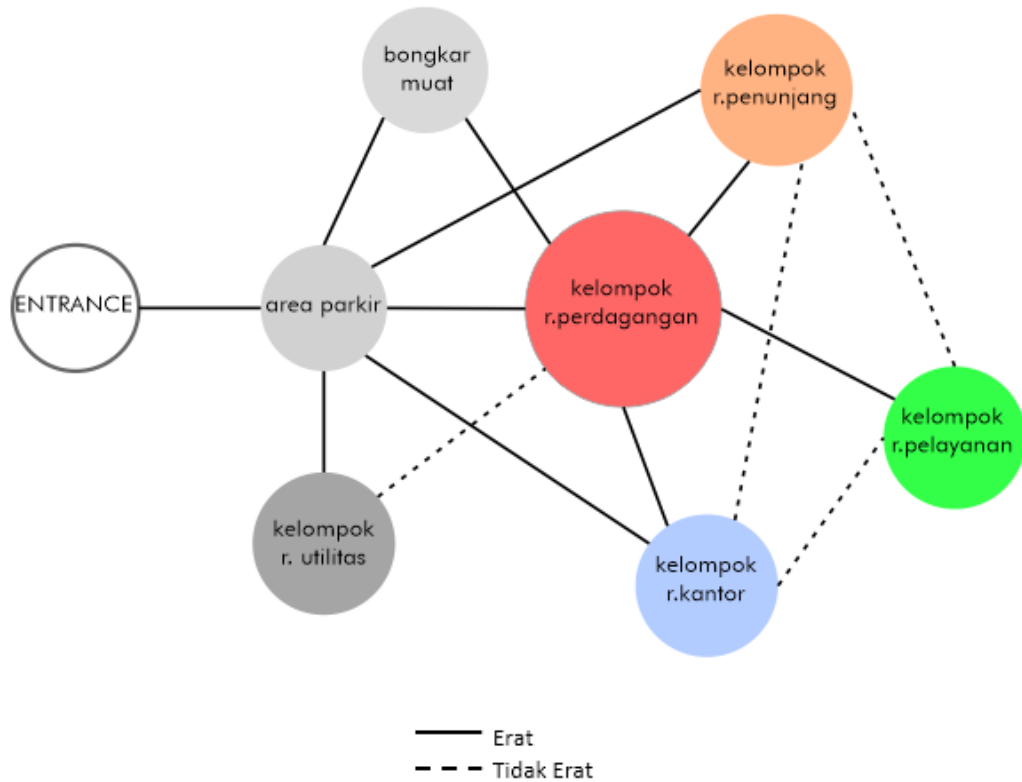 bongkar
muat
kelompok
r.penunjang
ENTRANCE
area parkir
kelompok
r.perdagangan
kelompok
r.pelayanan
kelompok
r. utilitas
kelompok
r.kantor
Erat
Tidak Erat